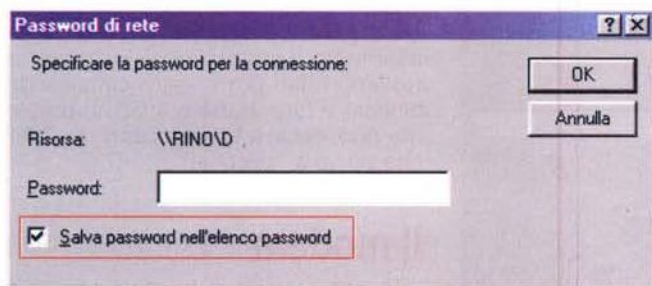 Password di rete
Specificare la password per la connessione:
OK
Annulla
Risorsa: \\RINO\D
Password:
Salva password nell'elenco password